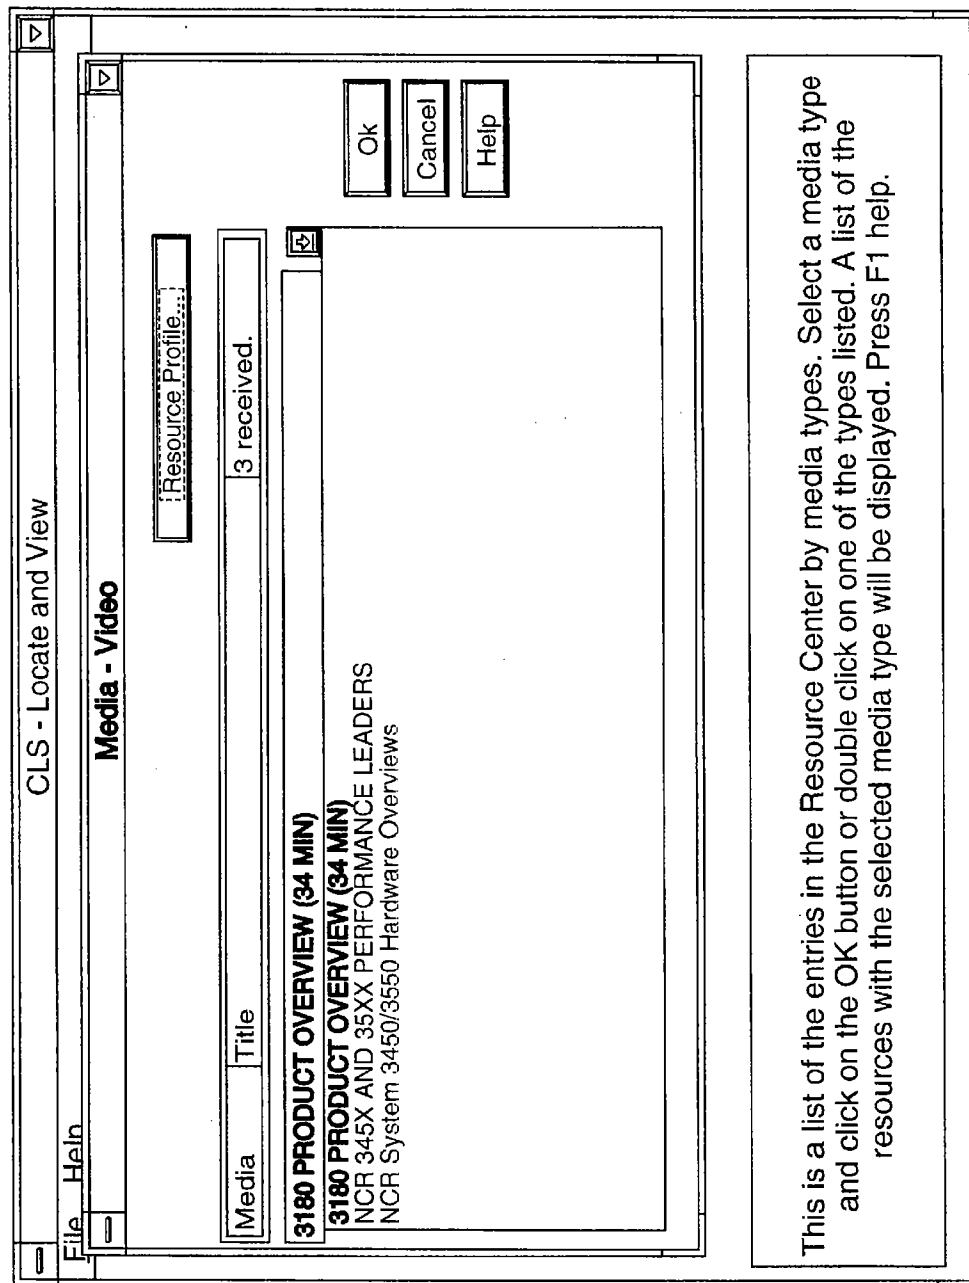 CLS - Locate and View
File Help
Media - Video
Resource Profile...
Media Title 3 received.
3180 PRODUCT OVERVIEW (34 MIN)
3180 PRODUCT OVERVIEW (34 MIN)
NCR 345X AND 35XX PERFORMANCE LEADERS
NCR System 3450/3550 Hardware Overviews
Ok
Cancel
Help
This is a list of the entries in the Resource Center by media types. Select a media type
and click on the OK button or double click on one of the types listed. A list of the
resources with the selected media type will be displayed. Press F1 help.